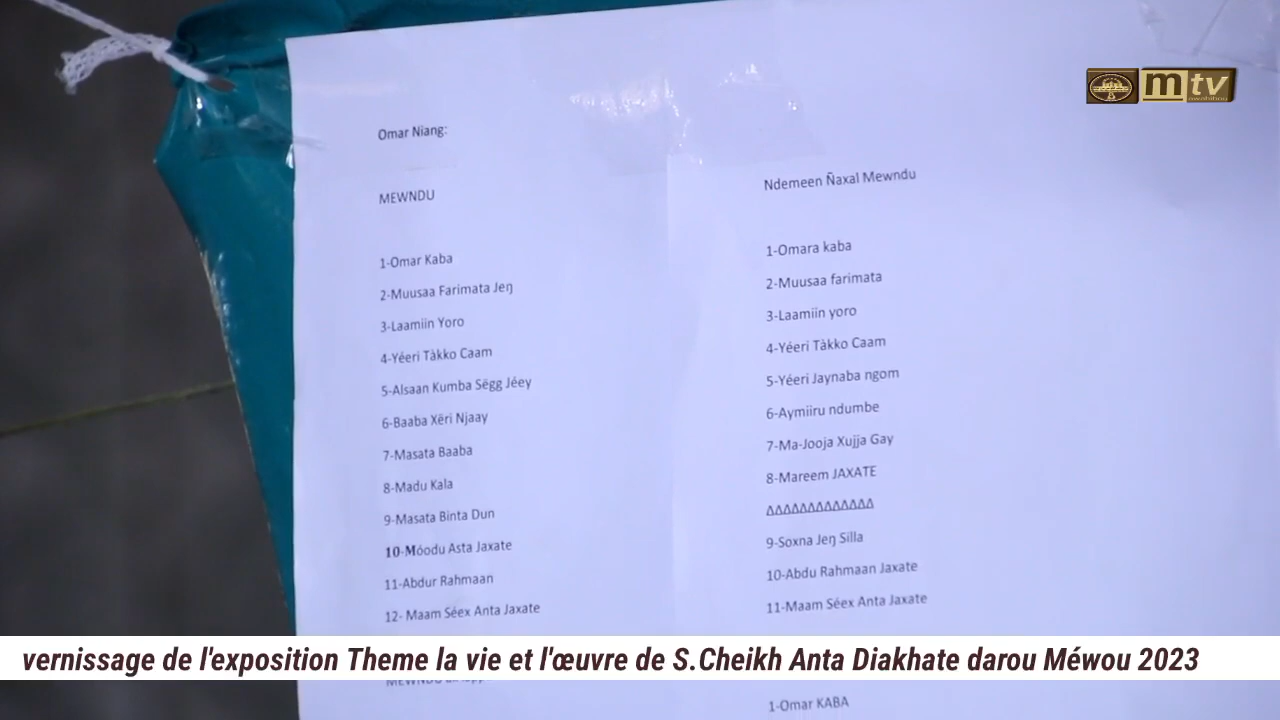 mtv
Omar Niang:
MEWNDU
1-Omar Kaba
2-Muusaa Farimata Jeŋ
3-Laamiin Yoro
4-Yéeri Tàkko Caam
5-Alsaan Kumba Sëgg Jéey
6-Baaba Xëri Njaay
7-Masata Baaba
8-Madu Kala
9-Masata Binta Dun
10-Móodu Asta Jaxate
11-Abdur Rahmaan
12- Maam Séex Anta Jaxate
MEWNDU
Ndemeen Ñaxal Mewndu
1-Omara kaba
2-Muusaa farimata
3-Laamiin yoro
4-Yéeri Tàkko Caam
5-Yéeri Jaynaba ngom
6-Aymiiru ndumbe
7-Ma-Jooja Xujja Gay
8-Mareem JAXATE
ΔΔΔΔΔΔΔΔΔΔΔΔΔ
9-Soxna Jeŋ Silla
10-Abdu Rahmaan Jaxate
11-Maam Séex Anta Jaxate
1-Omar KABA
vernissage de l'exposition Theme la vie et l'œuvre de S.Cheikh Anta Diakhate darou Méwou 2023